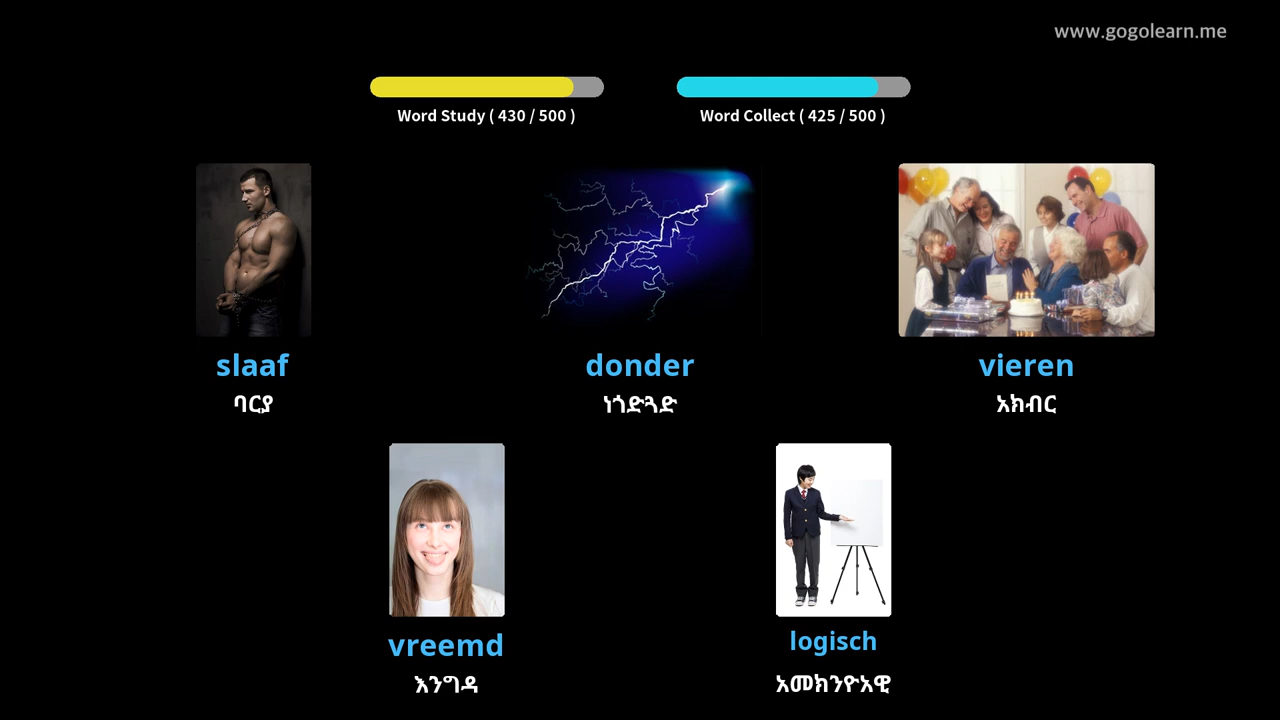 www.gogolearn.me
Word Study ( 430 / 500 )
Word Collect ( 425 / 500 )
slaaf
donder
vieren
ባርያ
ነጎድጓድ
አክብር
vreemd
logisch
እንግዳ
አመክንዮአዊ